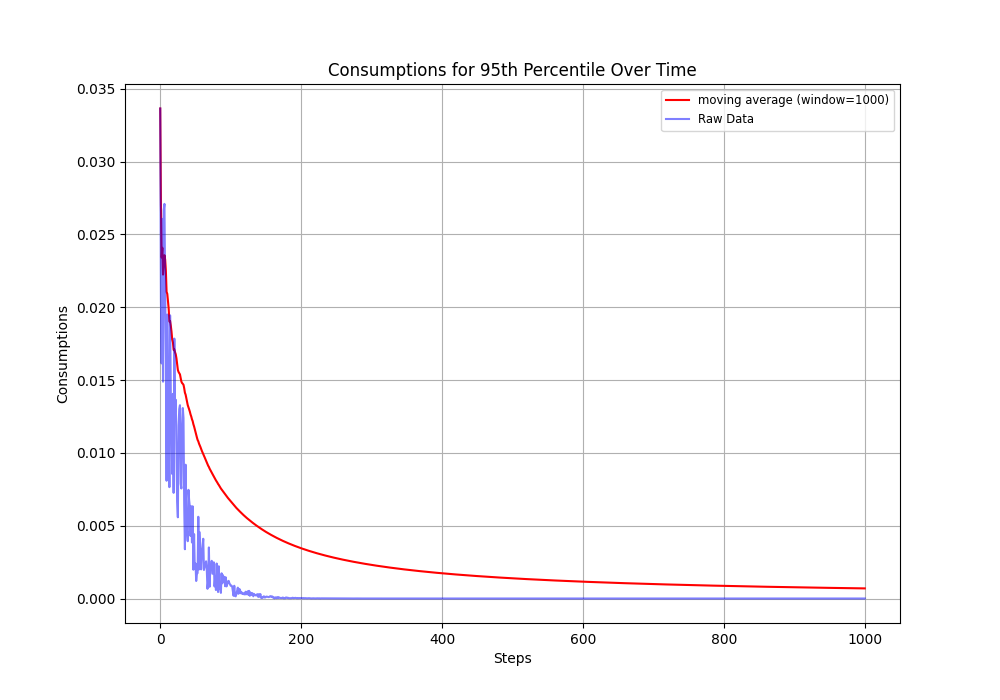 Consumptions for 95th Percentile Over Time
moving average (window=1000)
Raw Data
Consumptions
0.035
0.030
0.025
0.020
0.015
0.010
0.005
0.000
0
200
400
600
800
1000
Steps